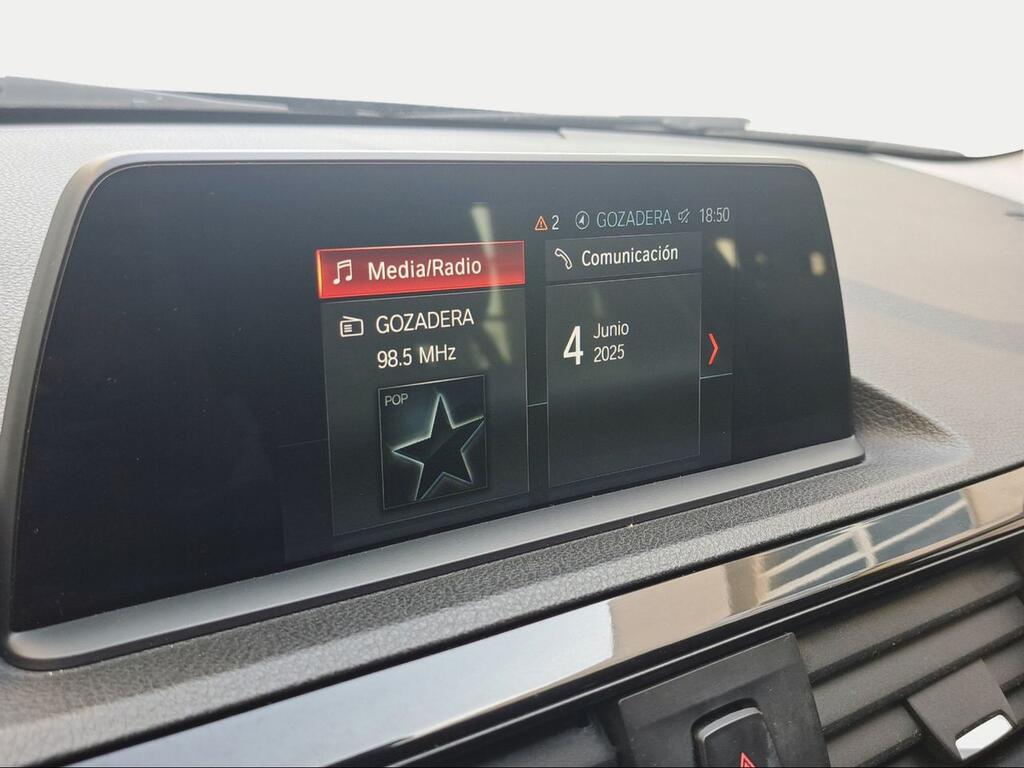 2 GOZADERA 18:50
Media/Radio
GOZADERA
98.5 MHz
POP
Comunicación
4 Junio
2025